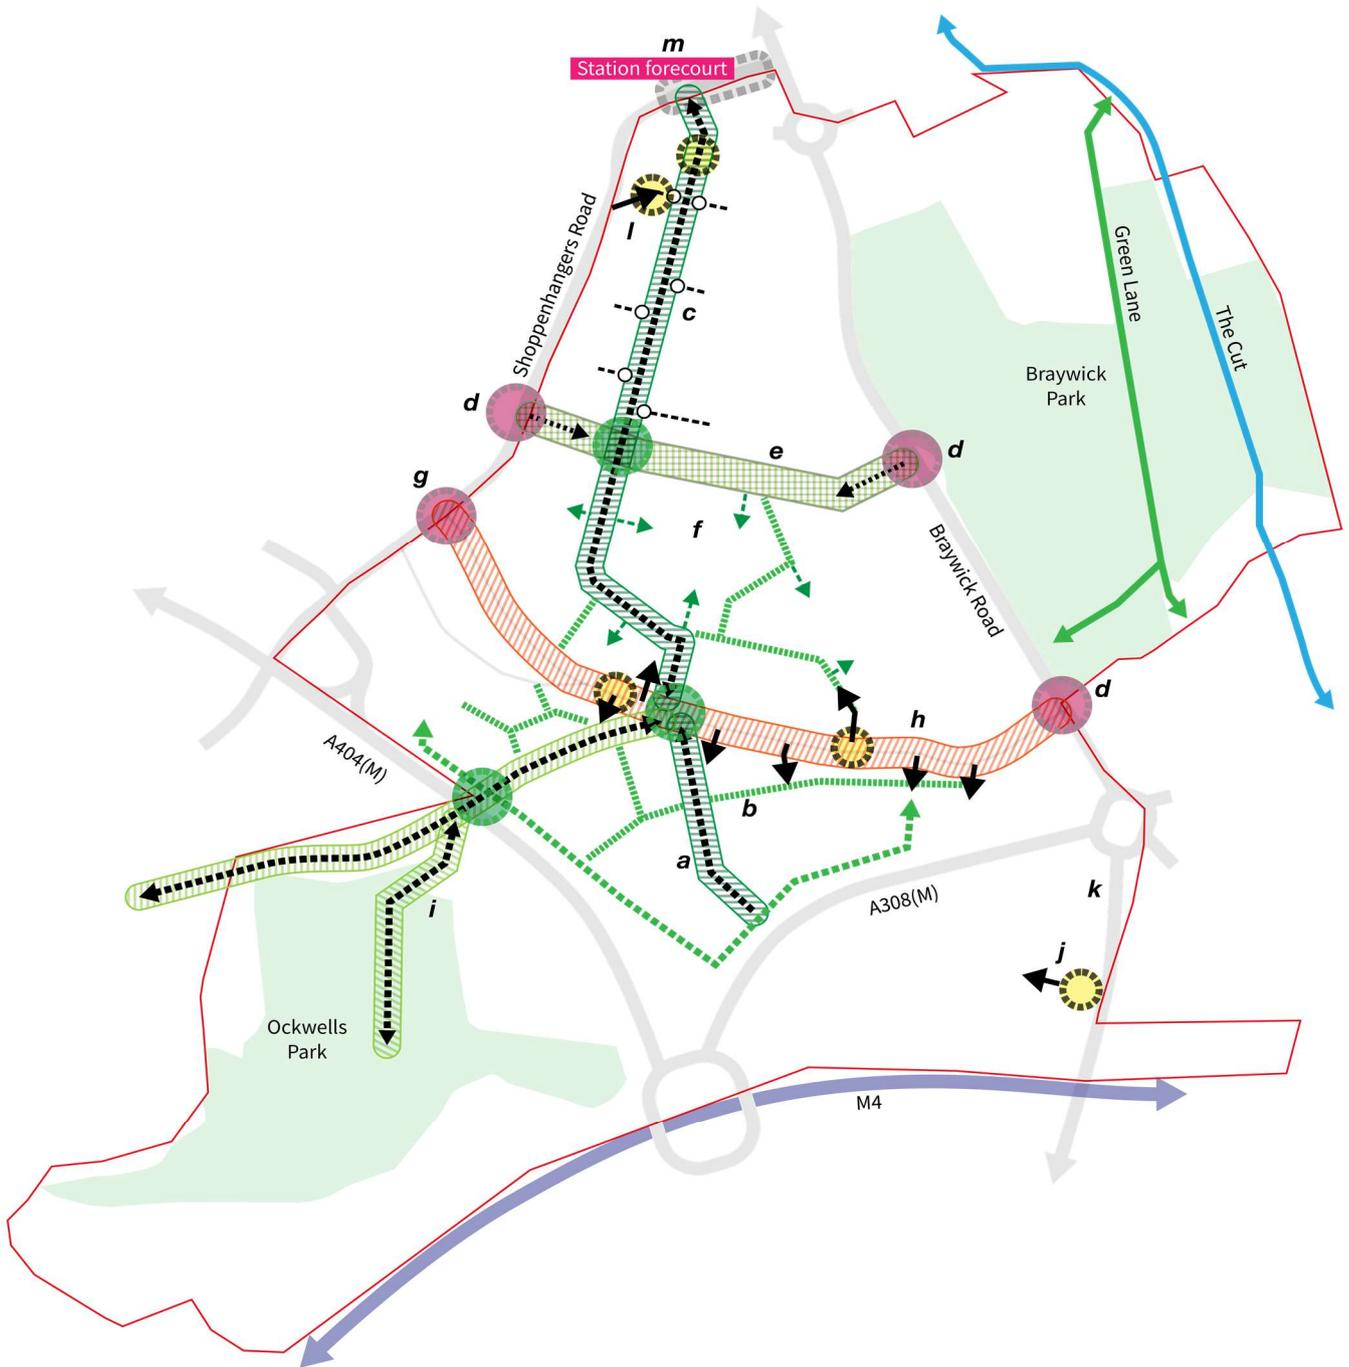 m
Station forecourt
l
Shoppenhangers Road
c
Green Lane
The Cut
Braywick
Park
d
e
d
g
f
Braywick Road
d
h
A404(M)
b
a
A308(M)
k
i
j
Ockwells
Park
M4